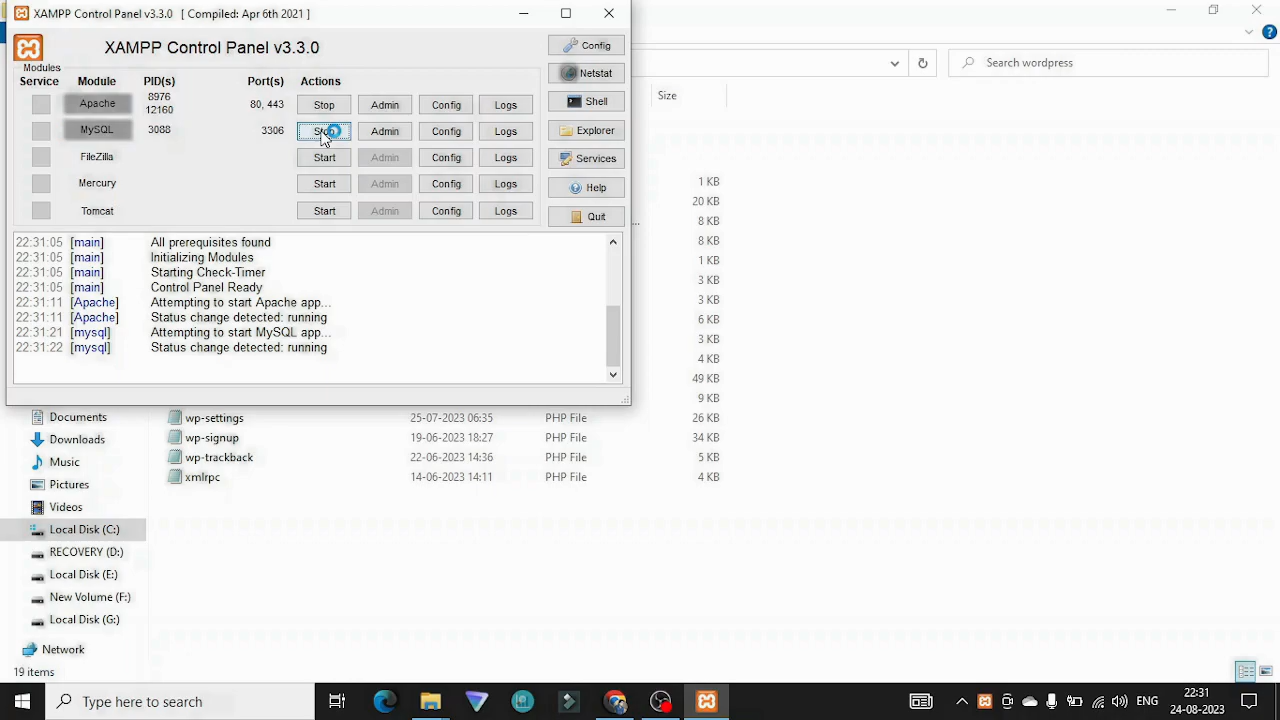 XAMPP Control Panel v3.3.0 [ Compiled: Apr 6th 2021 ]
XAMPP Control Panel v3.3.0
Config
Modules
Service Module PID(s) Port(s) Actions
Netstat
Apache 8976 12160 80, 443 Stop Admin Config Logs
Shell
MySQL 3088 3306 Admin Config Logs
Explorer
FileZilla Start Admin Config Logs
Services
Mercury Start Admin Config Logs
Help
Tomcat Start Admin Config Logs
Quit
22:31:05 [main] All prerequisites found
22:31:05 [main] Initializing Modules
22:31:05 [main] Starting Check-Timer
22:31:05 [main] Control Panel Ready
22:31:11 [Apache] Attempting to start Apache app...
22:31:11 [Apache] Status change detected: running
22:31:21 [mysql] Attempting to start MySQL app...
22:31:22 [mysql] Status change detected: running
Search wordpress
Size
1 KB
20 KB
... 8 KB
8 KB
1 KB
3 KB
3 KB
6 KB
3 KB
4 KB
49 KB
9 KB
wp-settings 25-07-2023 06:35 PHP File 26 KB
wp-signup 19-06-2023 18:27 PHP File 34 KB
wp-trackback 22-06-2023 14:36 PHP File 5 KB
xmlrpc 14-06-2023 14:11 PHP File 4 KB
Documents
Downloads
Music
Pictures
Videos
Local Disk (C:)
RECOVERY (D:)
Local Disk (E:)
New Volume (F:)
Local Disk (G:)
Network
19 items
Type here to search
ENG
22:31
24-08-2023